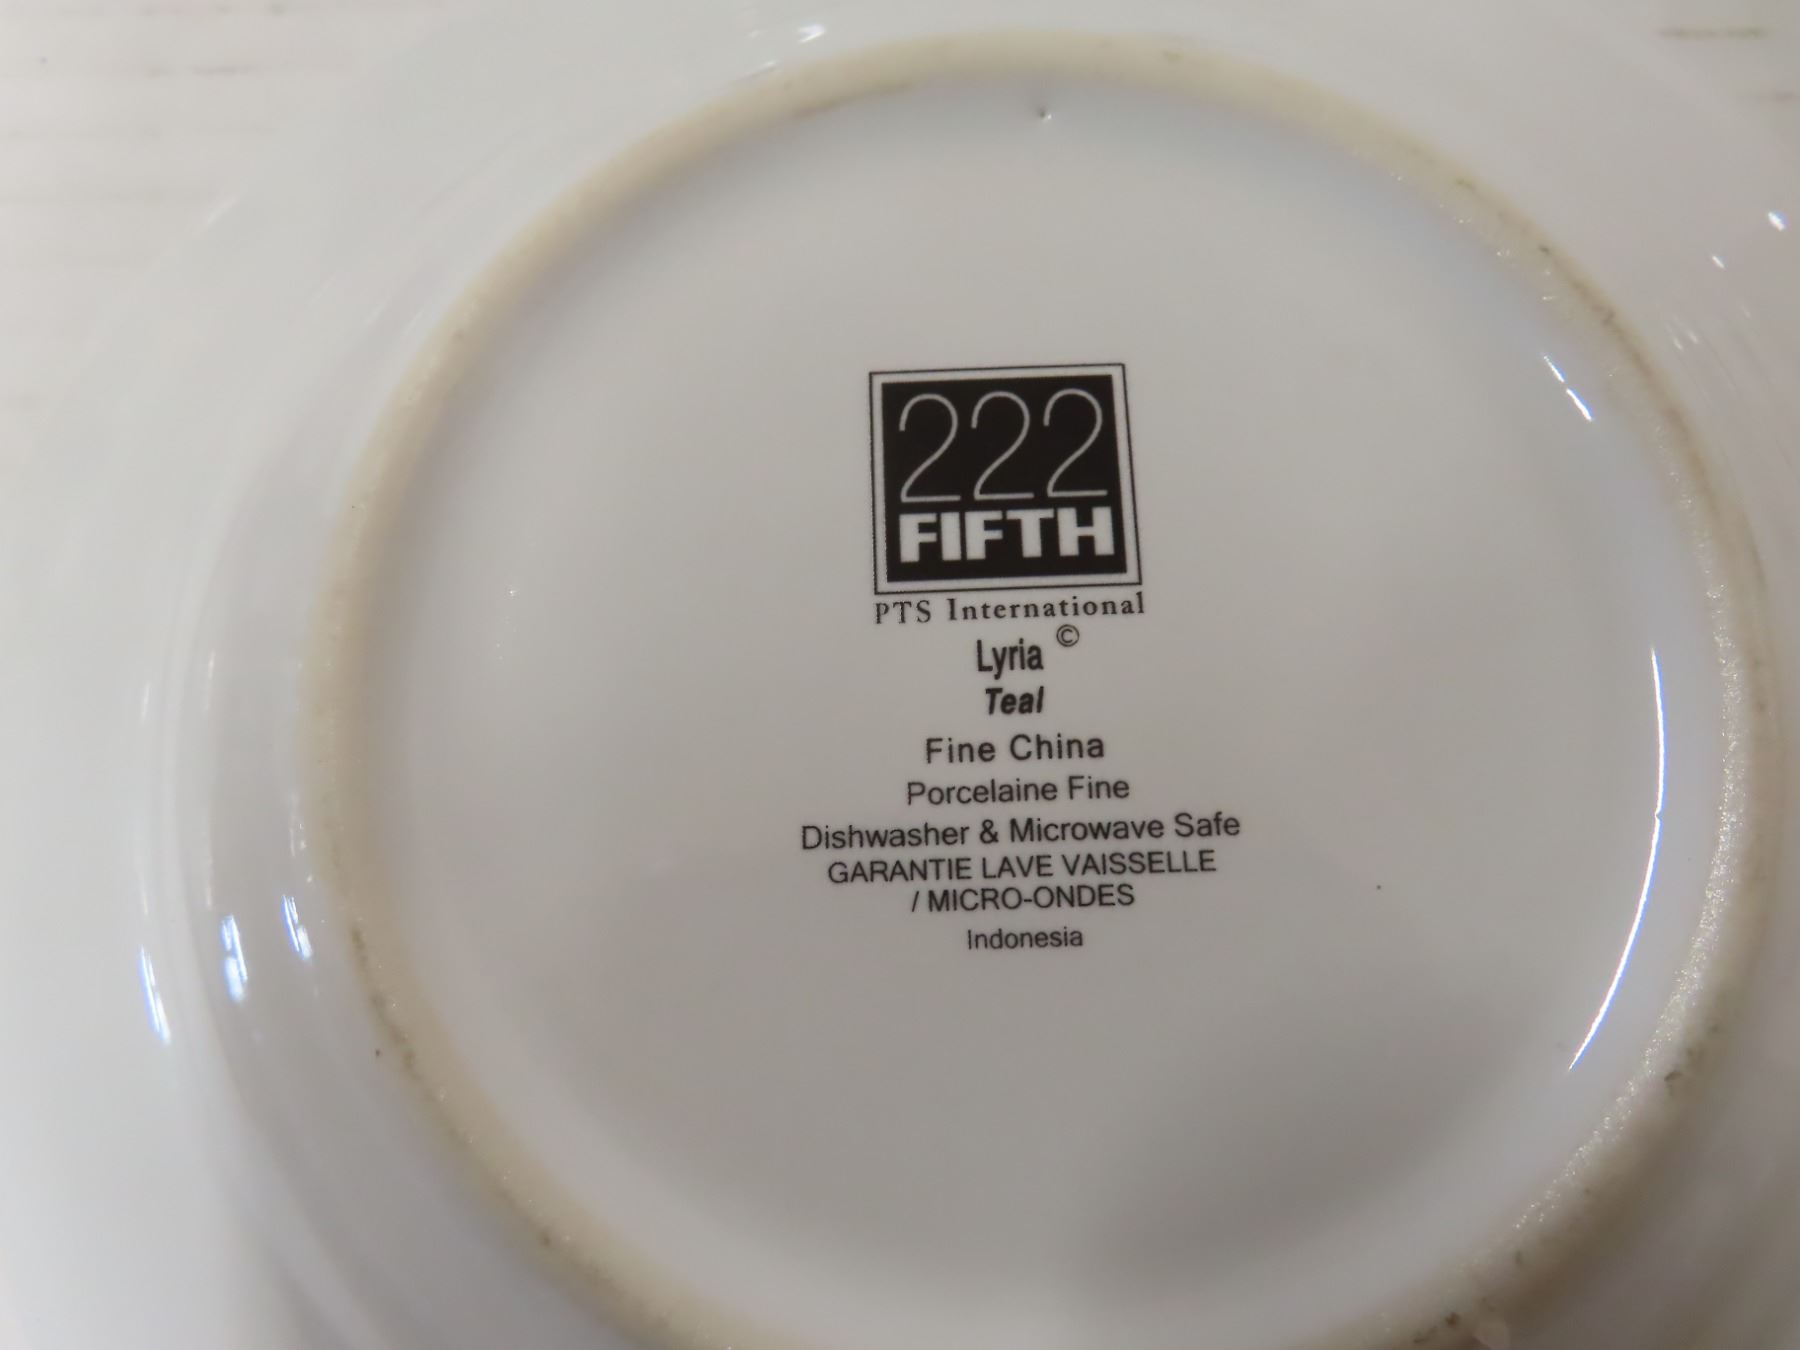 222
FIFTH
PTS International
Lyria ©
Teal
Fine China
Porcelaine Fine
Dishwasher & Microwave Safe
GARANTIE LAVE VAISSELLE
/ MICRO-ONDES
Indonesia